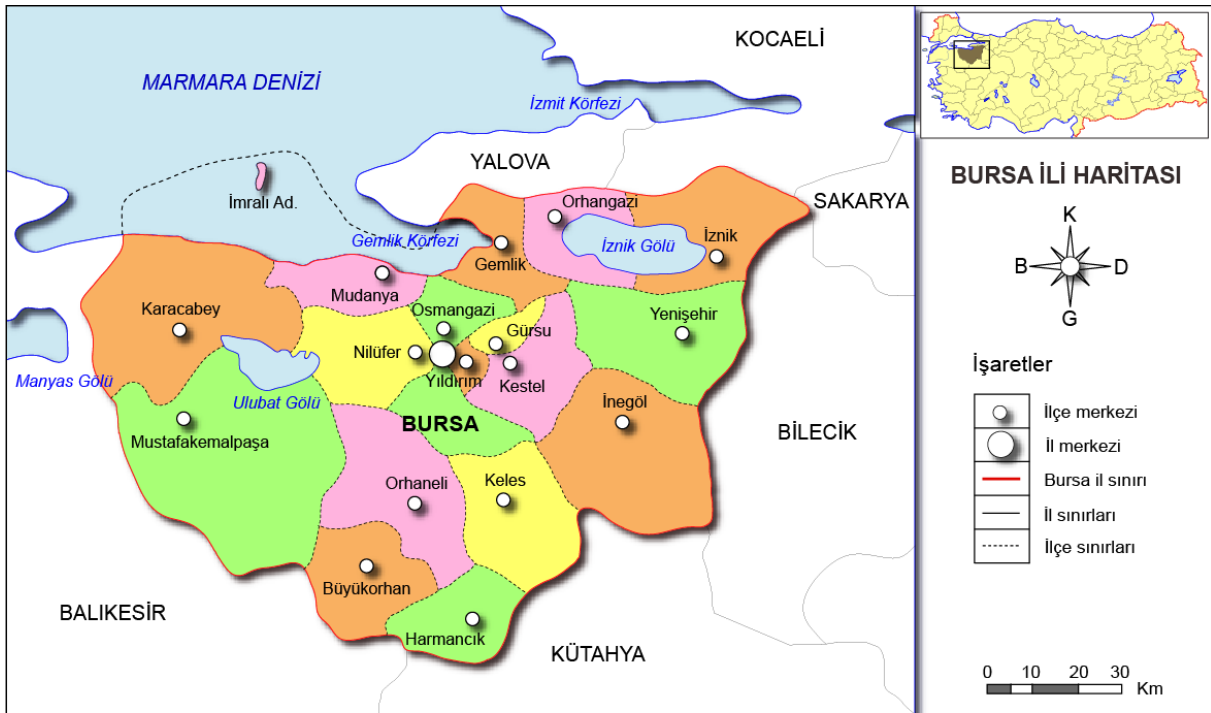 KOCAELİ
MARMARA DENİZİ
İzmit Körfezi
YALOVA
BURSA İLİ HARİTASI
SAKARYA
İmralı Ad.
Orhangazi
K
Gemlik Körfezi
İznik Gölü
İznik
Gemlik
B
D
Mudanya
Karacabey
Osmangazi
Yenişehir
G
Gürsu
Nilüfer
Manyas Gölü
Yıldırım
Kestel
İşaretler
Ulubat Gölü
İnegöl
İlçe merkezi
BURSA
BİLECİK
Mustafakemalpaşa
İl merkezi
Orhaneli
Keles
Bursa il sınırı
İl sınırları
İlçe sınırları
Büyükorhan
BALIKESİR
Harmancık
KÜTAHYA
0 10 20 30
Km